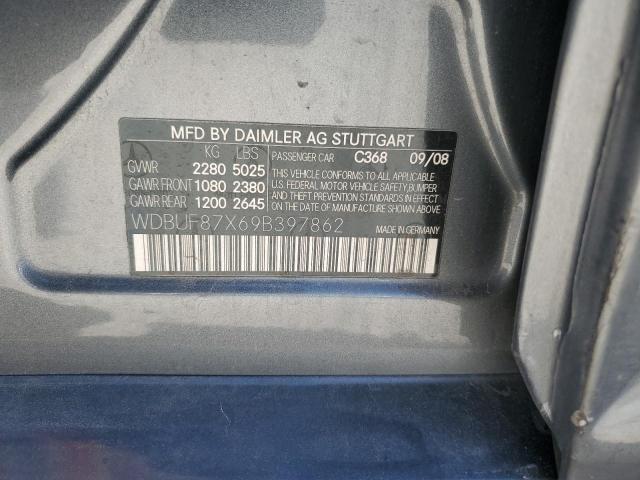 MFD BY DAIMLER AG STUTTGART
KG LBS PASSENGER CAR C368 09/08
GVWR 2280 5025 THIS VEHICLE CONFORMS TO ALL APPLICABLE
GAWR FRONT 1080 2380 U.S. FEDERAL MOTOR VEHICLE SAFETY,BUMPER
AND THEFT PREVENTION STANDARDS IN EFFECT
GAWR REAR 1200 2645 ON THE DATE OF MANUFACTURE SHOWN ABOVE
WDBUF87X69B397862 MADE IN GERMANY